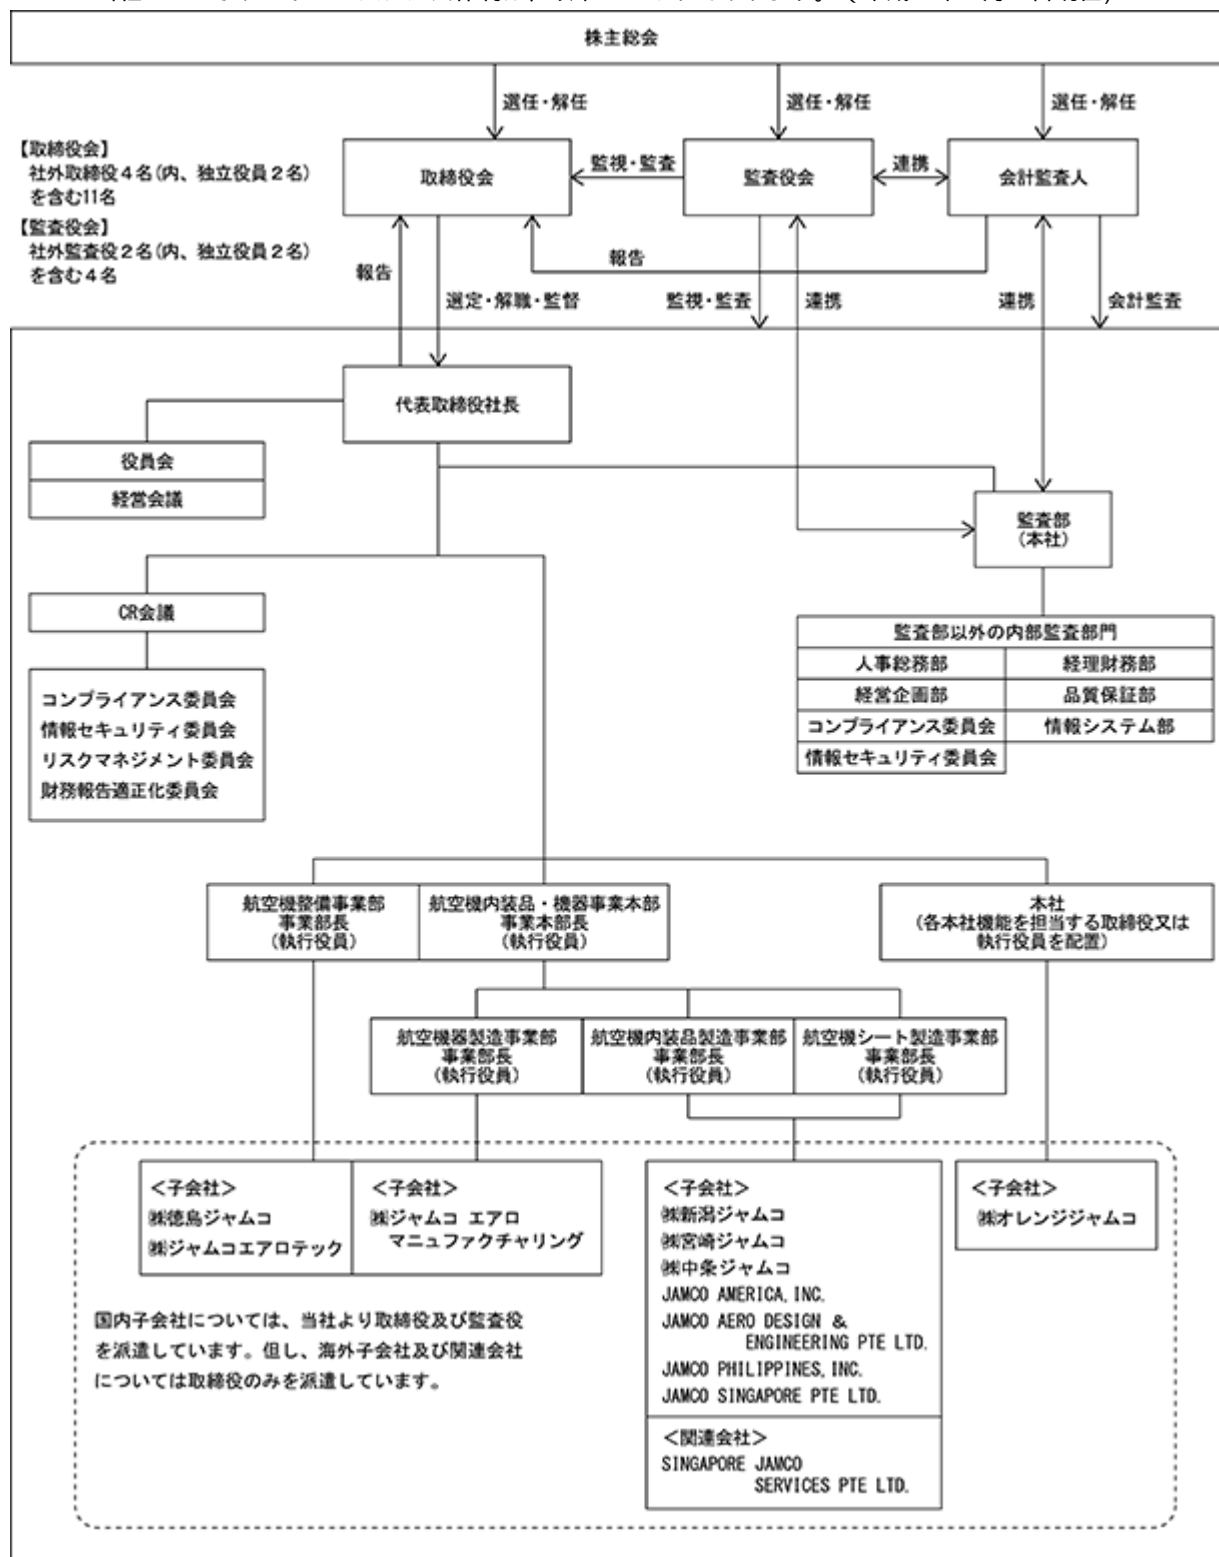 株主総会
選任・解任
選任・解任
選任・解任
【取締役会】
社外取締役4名(内、独立役員2名)
を含む11名
【監査役会】
社外監査役2名(内、独立役員2名)
を含む4名
取締役会
監視・監査
監査役会
連携
会計監査人
報告
報告
選定・解職・監督
監視・監査
連携
連携
会計監査
代表取締役社長
役員会
経営会議
監査部
(本社)
CR会議
コンプライアンス委員会
情報セキュリティ委員会
リスクマネジメント委員会
財務報告適正化委員会
監査部以外の内部監査部門
人事総務部
経理財務部
経営企画部
品質保証部
コンプライアンス委員会
情報システム部
情報セキュリティ委員会
航空機整備事業部
事業部長
(執行役員)
航空機内装品・機器事業本部
事業本部長
(執行役員)
本社
(各本社機能を担当する取締役又は
執行役員を配置)
航空機器製造事業部
事業部長
(執行役員)
航空機内装品製造事業部
事業部長
(執行役員)
航空機シート製造事業部
事業部長
(執行役員)
<子会社>
㈱徳島ジャムコ
㈱ジャムコエアロテック
<子会社>
㈱ジャムコ エアロ
マニュファクチャリング
<子会社>
㈱新潟ジャムコ
㈱宮崎ジャムコ
㈱中条ジャムコ
JAMCO AMERICA, INC.
JAMCO AERO DESIGN &
ENGINEERING PTE LTD.
JAMCO PHILIPPINES, INC.
JAMCO SINGAPORE PTE LTD.
<関連会社>
SINGAPORE JAMCO
SERVICES PTE LTD.
<子会社>
㈱オレンジジャムコ
国内子会社については、当社より取締役及び監査役
を派遣しています。但し、海外子会社及び関連会社
については取締役のみを派遣しています。